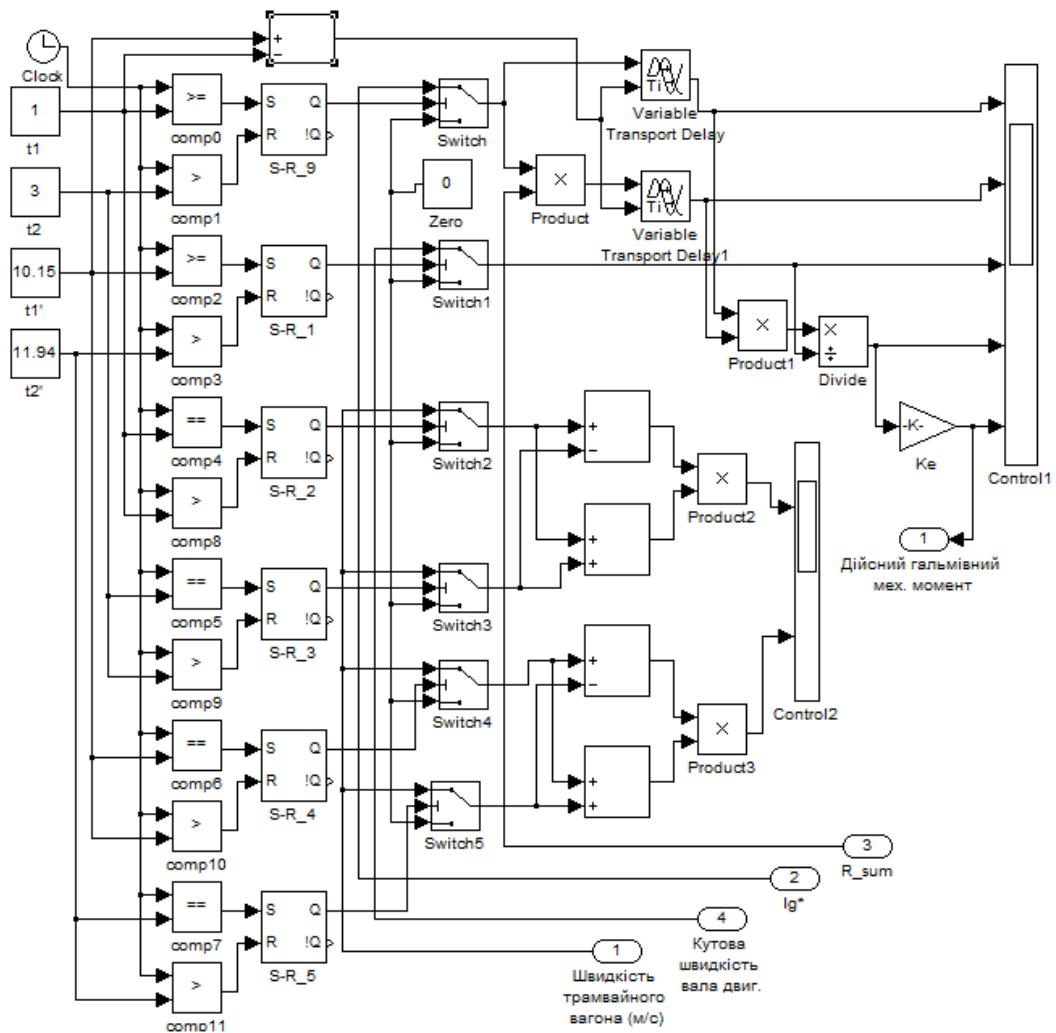 Clock
1
t1
3
t2
10.15
t1'
11.94
t2'
+
−
>=
comp0
>
comp1
>=
comp2
>
comp3
==
comp4
>
comp8
==
comp5
>
comp9
==
comp6
>
comp10
==
comp7
>
comp11
S Q
R !Q
S-R_9
S Q
R !Q
S-R_1
S Q
R !Q
S-R_2
S Q
R !Q
S-R_3
S Q
R !Q
S-R_4
S Q
R !Q
S-R_5
Switch
0
Zero
Switch1
Switch2
Switch3
Switch4
Switch5
×
Product
Ti
Variable
Transport Delay
Ti
Variable
Transport Delay1
×
Product1
×
÷
Divide
-K-
Ke
Control1
+
−
+
+
×
Product2
+
−
+
+
×
Product3
Control2
1
Дійсний гальмівний
мех. момент
3
R_sum
2
Ig*
4
Кутова
швидкість
вала двиг.
1
Швидкість
трамвайного
вагона (м/с)